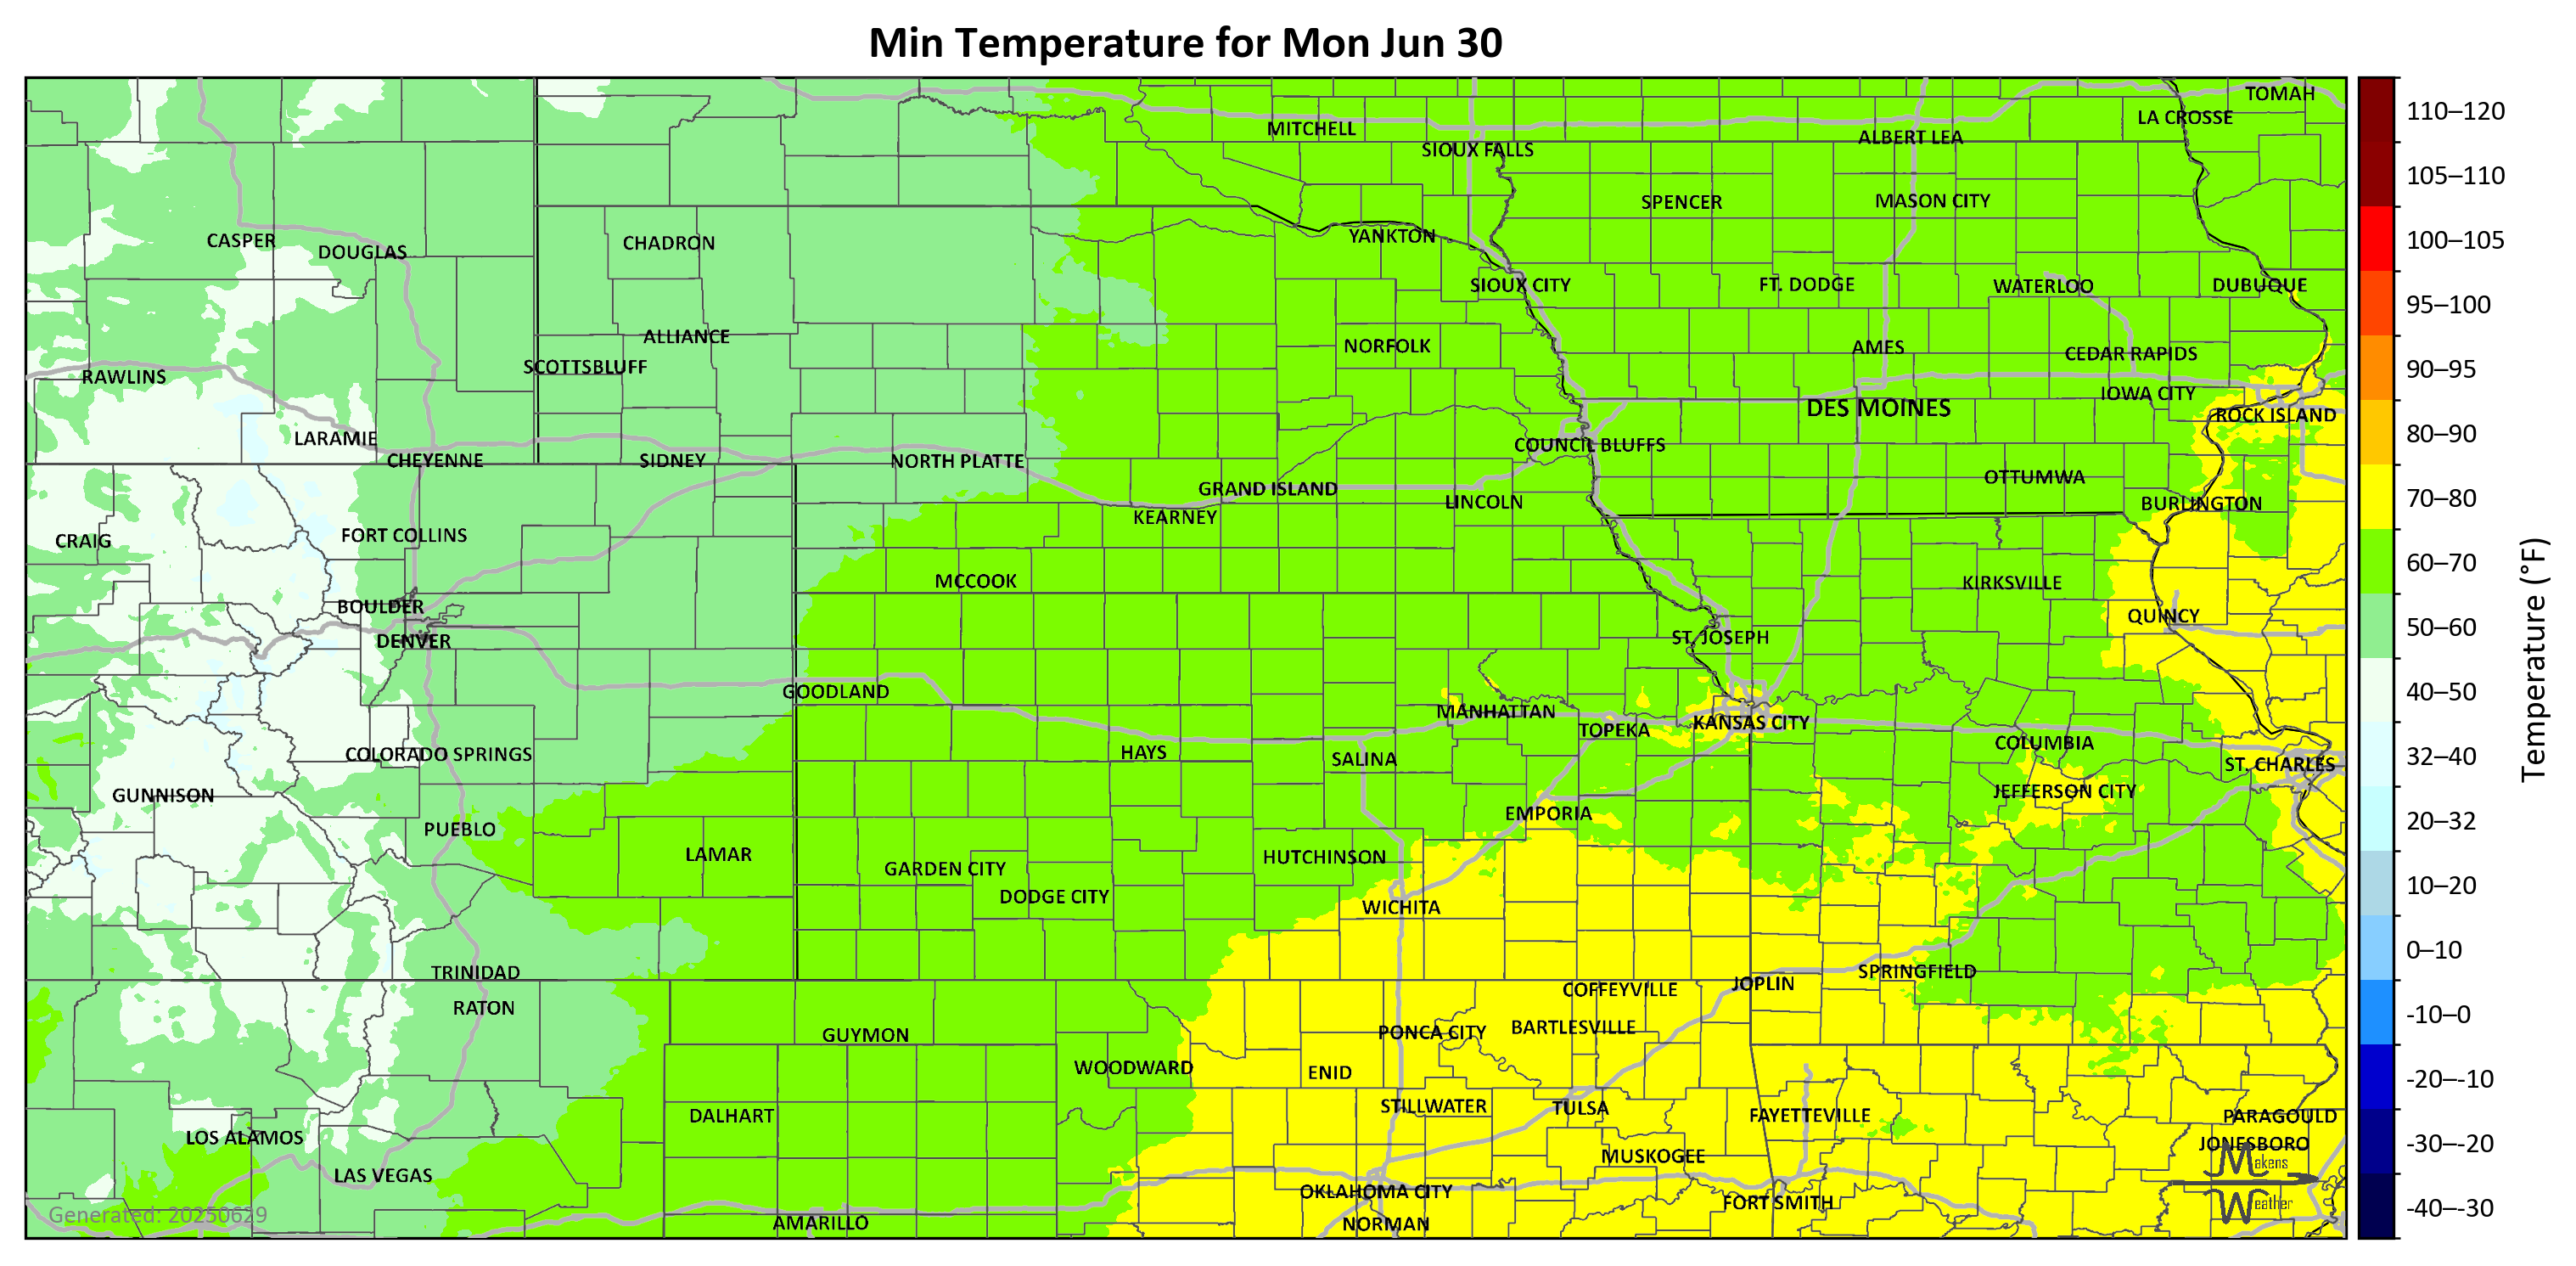 Min Temperature for Mon Jun 30
TOMAH
LA CROSSE
MITCHELL
ALBERT LEA
SIOUX FALLS
SPENCER
MASON CITY
CASPER
DOUGLAS
CHADRON
YANKTON
SIOUX CITY
FT. DODGE
WATERLOO
DUBUQUE
ALLIANCE
NORFOLK
AMES
CEDAR RAPIDS
SCOTTSBLUFF
RAWLINS
IOWA CITY
DES MOINES
ROCK ISLAND
LARAMIE
COUNCIL BLUFFS
CHEYENNE
SIDNEY
NORTH PLATTE
OTTUMWA
GRAND ISLAND
LINCOLN
BURLINGTON
KEARNEY
CRAIG
FORT COLLINS
MCCOOK
KIRKSVILLE
BOULDER
QUINCY
DENVER
ST. JOSEPH
GOODLAND
MANHATTAN
KANSAS CITY
TOPEKA
COLUMBIA
COLORADO SPRINGS
HAYS
SALINA
ST. CHARLES
GUNNISON
JEFFERSON CITY
EMPORIA
PUEBLO
LAMAR
HUTCHINSON
GARDEN CITY
DODGE CITY
WICHITA
TRINIDAD
SPRINGFIELD
JOPLIN
COFFEYVILLE
RATON
GUYMON
PONCA CITY
BARTLESVILLE
WOODWARD
ENID
STILLWATER
TULSA
DALHART
FAYETTEVILLE
PARAGOULD
LOS ALAMOS
JONESBORO
MUSKOGEE
LAS VEGAS
OKLAHOMA CITY
FORT SMITH
AMARILLO
NORMAN
Makens
Weather
Generated: 20250629
110–120
105–110
100–105
95–100
90–95
80–90
70–80
60–70
50–60
40–50
32–40
20–32
10–20
0–10
-10–0
-20–-10
-30–-20
-40–-30
Temperature (°F)